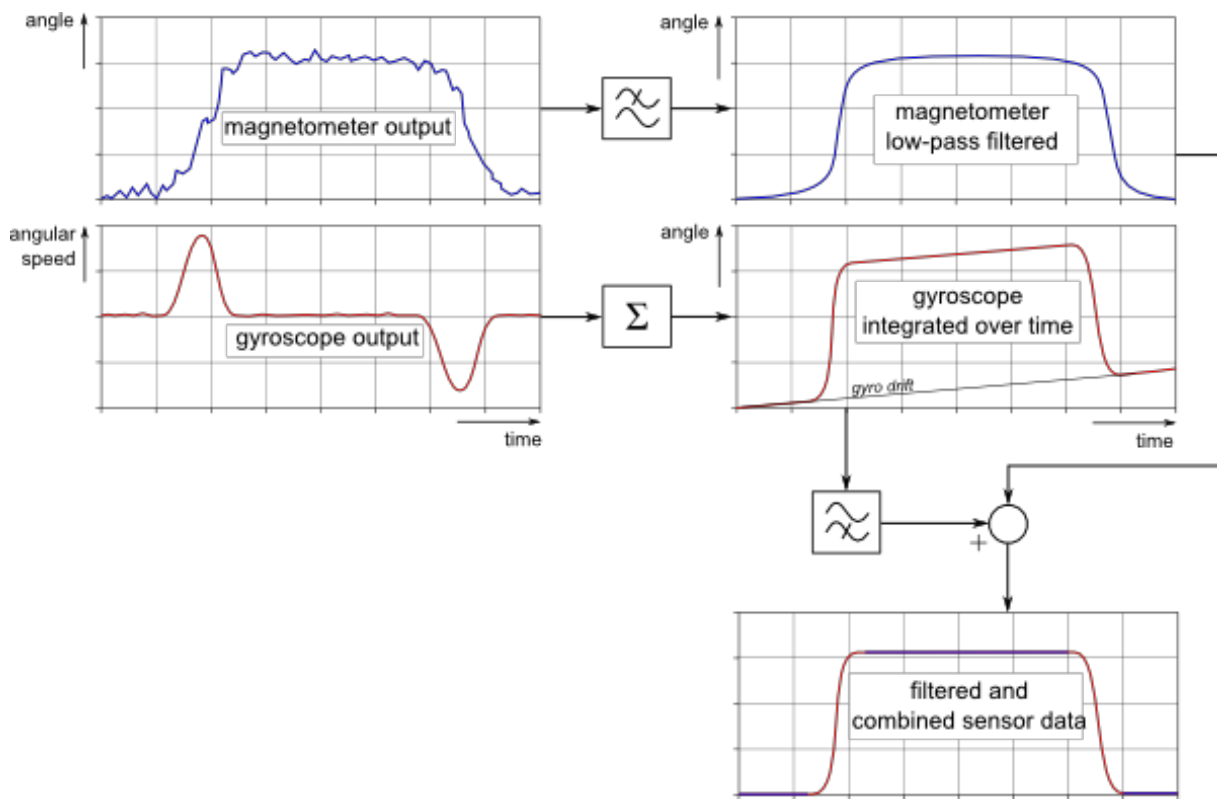 angle
magnetometer output
angle
magnetometer
low-pass filtered
angular
speed
gyroscope output
time
Σ
angle
gyroscope
integrated over time
gyro drift
time
+
filtered and
combined sensor data